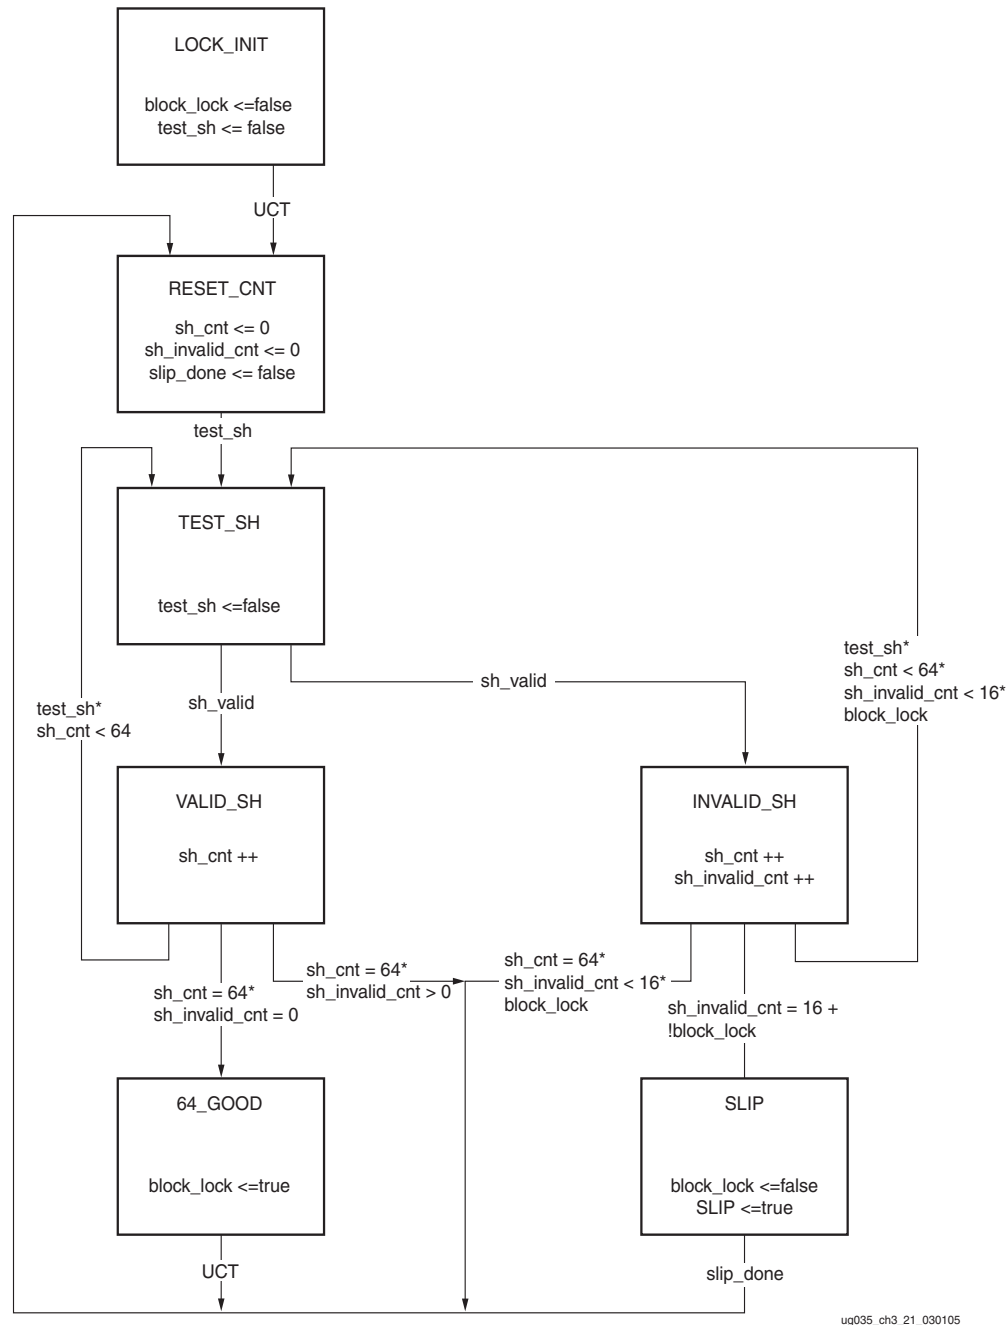 LOCK_INIT
block_lock <=false
test_sh <= false
UCT
RESET_CNT
sh_cnt <= 0
sh_invalid_cnt <= 0
slip_done <= false
test_sh
TEST_SH
test_sh <=false
test_sh*
sh_cnt < 64
sh_valid
sh_valid
test_sh*
sh_cnt < 64*
sh_invalid_cnt < 16*
block_lock
VALID_SH
sh_cnt ++
INVALID_SH
sh_cnt ++
sh_invalid_cnt ++
sh_cnt = 64*
sh_invalid_cnt = 0
sh_cnt = 64*
sh_invalid_cnt > 0
sh_cnt = 64*
sh_invalid_cnt < 16*
block_lock
sh_invalid_cnt = 16 +
!block_lock
64_GOOD
block_lock <=true
SLIP
block_lock <=false
SLIP <=true
UCT
slip_done
ug035_ch3_21_030105